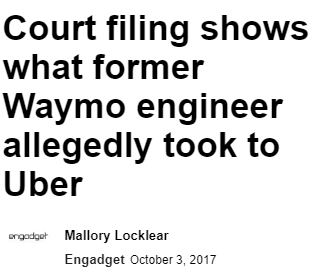 Court filing shows
what former
Waymo engineer
allegedly took to
Uber
engadget Mallory Locklear
Engadget October 3, 2017